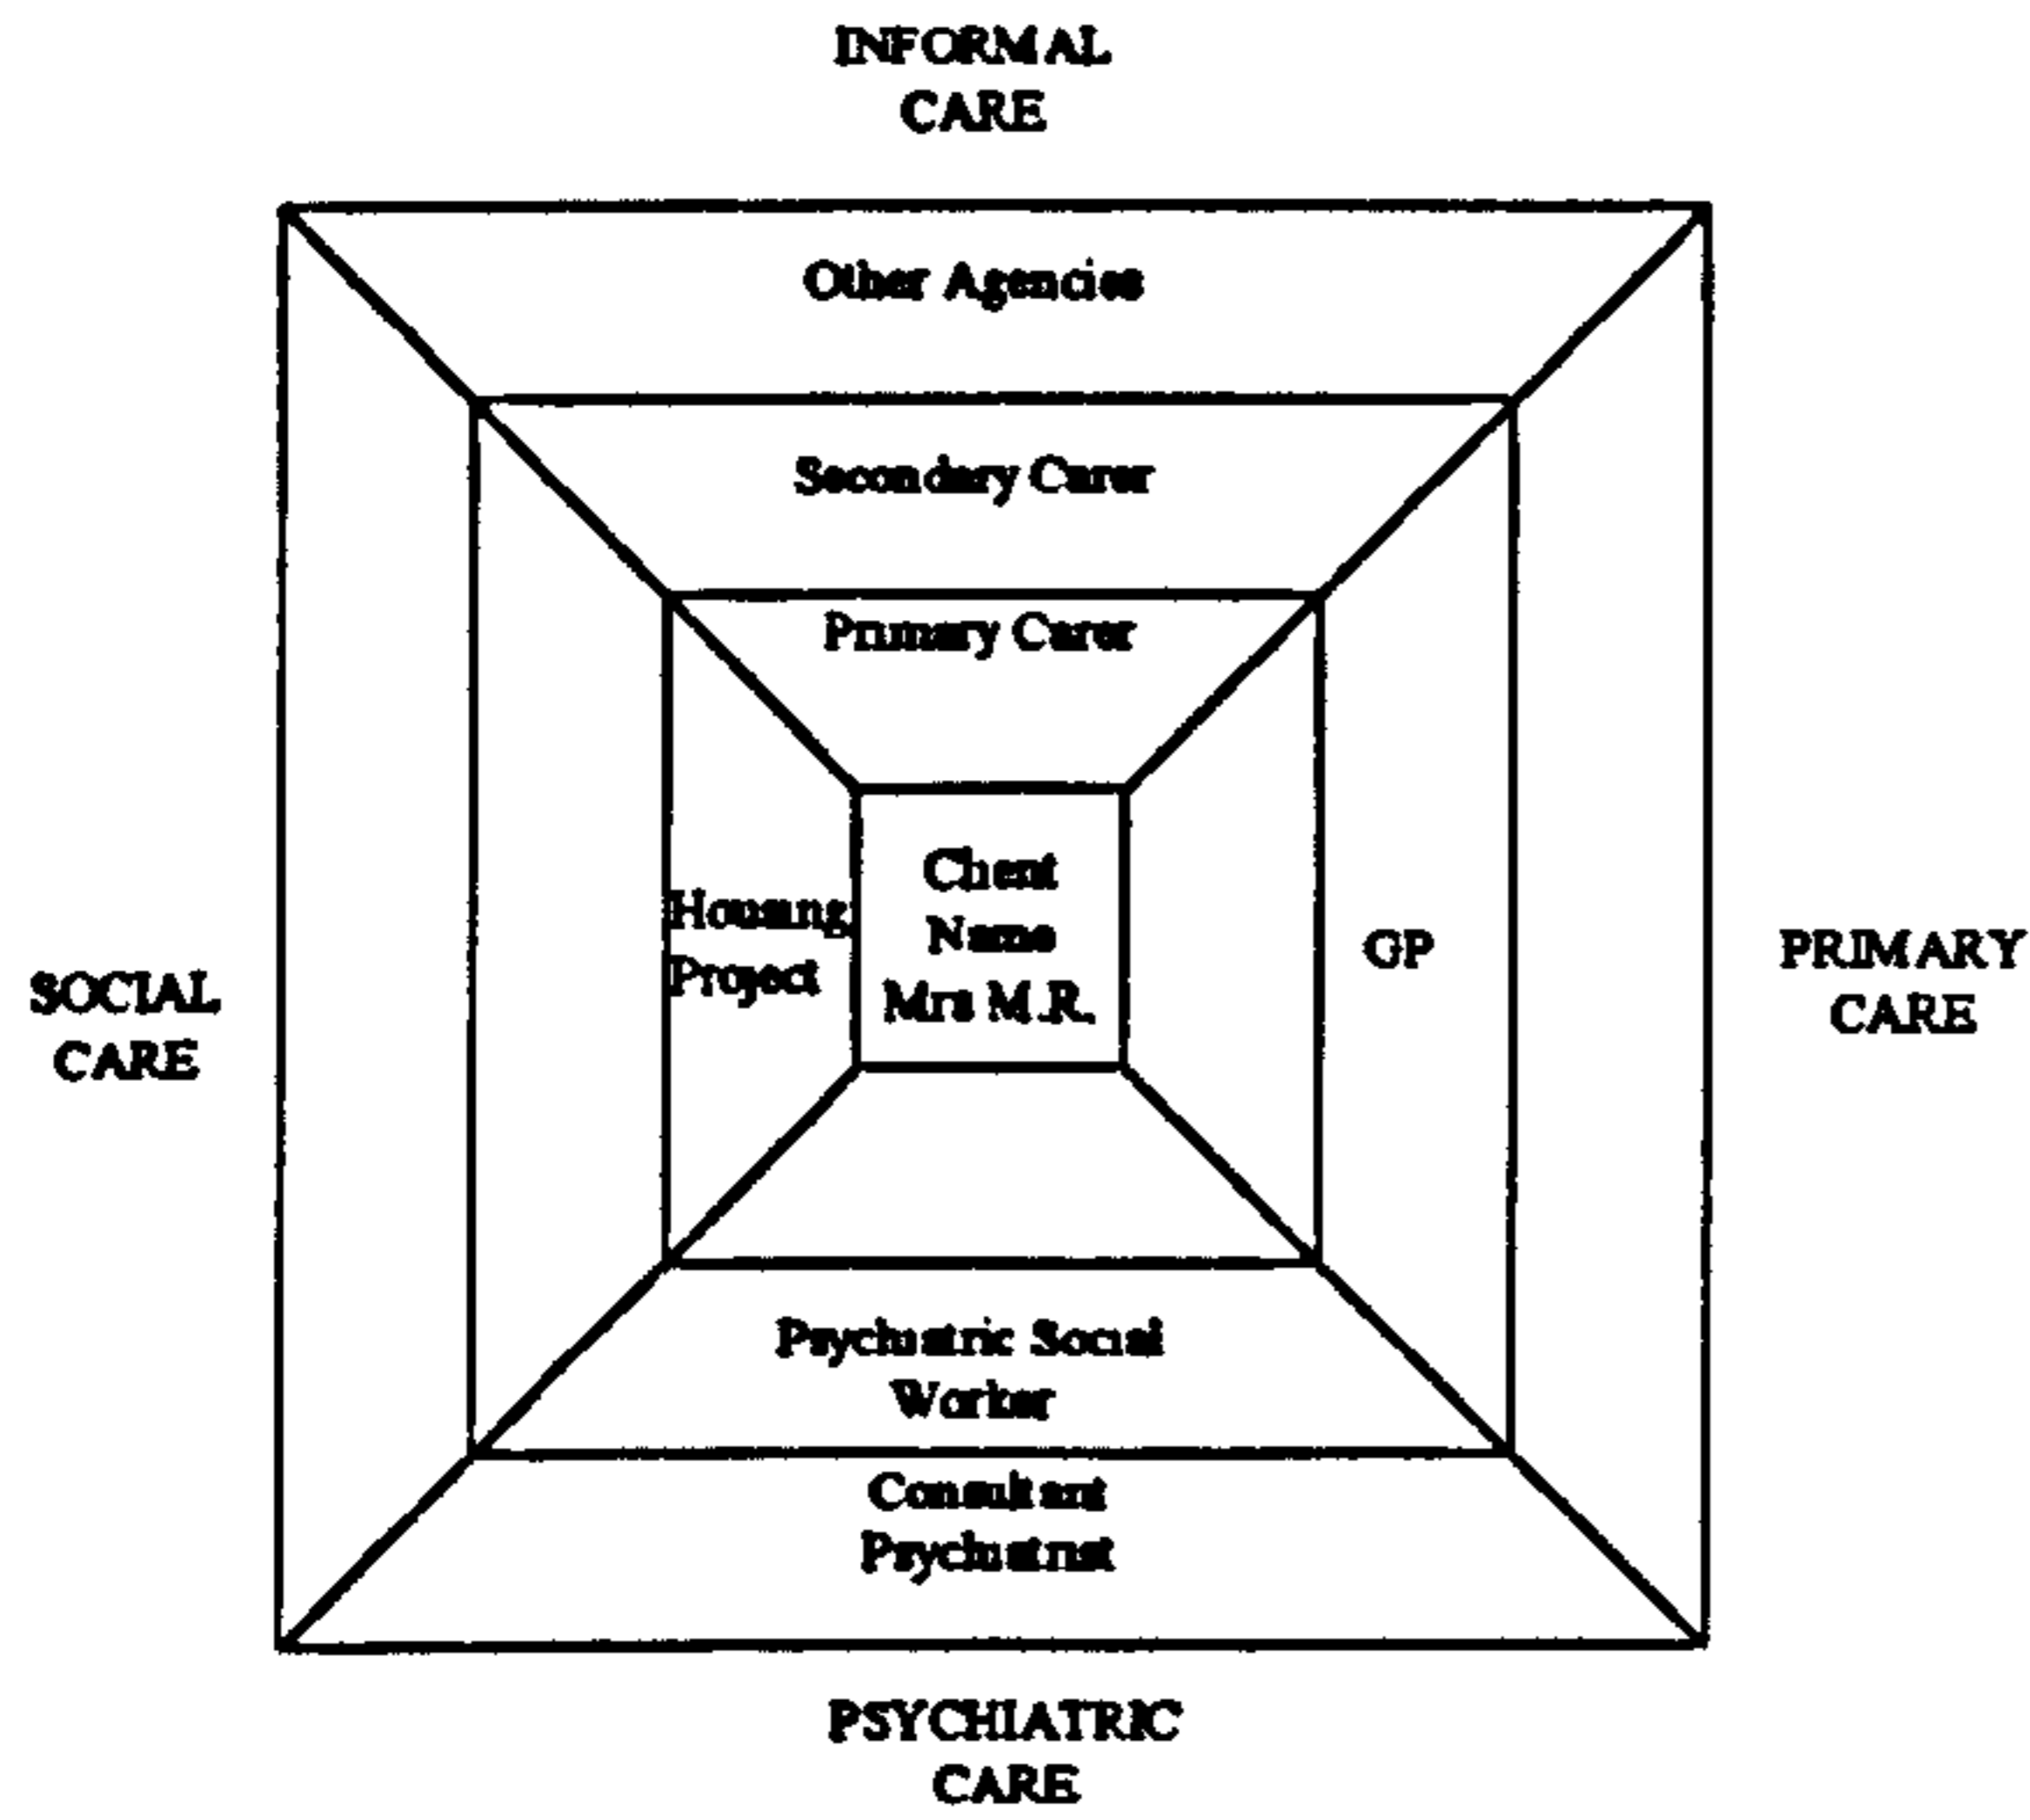 INFORMAL
CARE
Other Agencies
Secondary Carer
Primary Carer
Client
Name
Mrs M.R.
Housing
Project
GP
SOCIAL
CARE
PRIMARY
CARE
Psychiatric Social
Worker
Consultant
Psychiatrist
PSYCHIATRIC
CARE